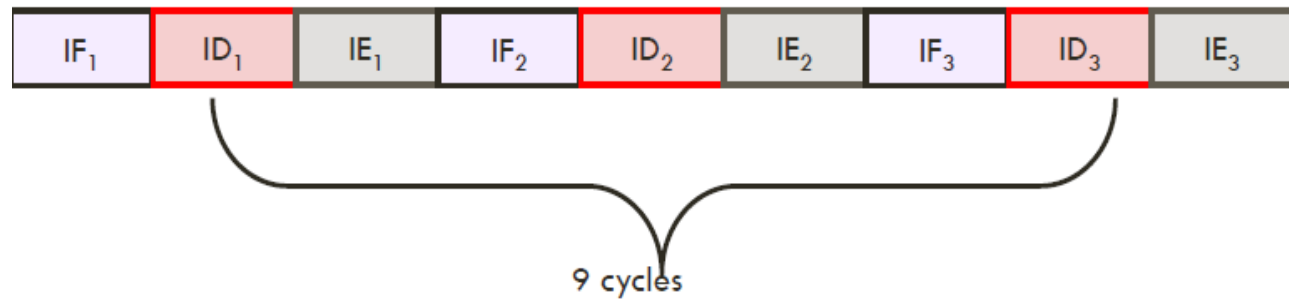 IF₁ ID₁ IE₁ IF₂ ID₂ IE₂ IF₃ ID₃ IE₃
9 cycles